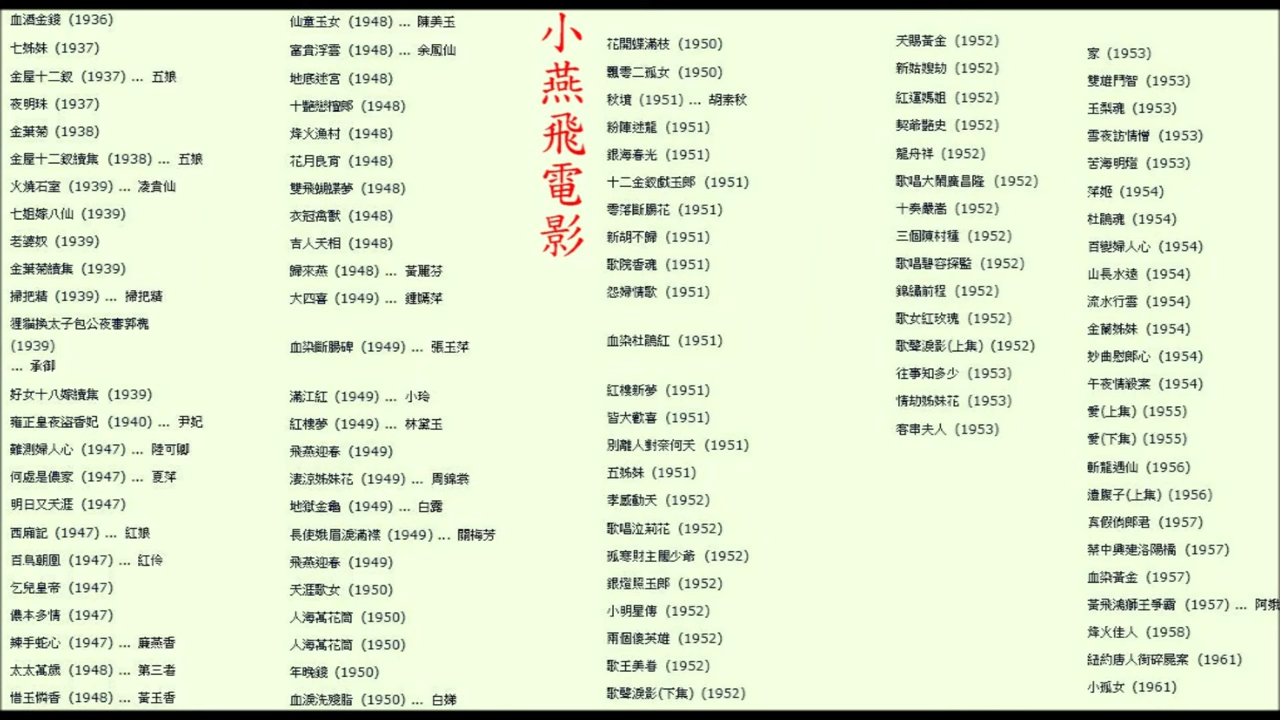 血酒金錢 (1936)
七姊妹 (1937)
金屋十二釵 (1937) ... 五娘
夜明珠 (1937)
金葉菊 (1938)
金屋十二釵續集 (1938) ... 五娘
火燒石室 (1939) ... 凌貴仙
七姐嫁八仙 (1939)
老婆奴 (1939)
金葉菊續集 (1939)
掃把精 (1939) ... 掃把精
狸貓換太子包公夜審郭槐
(1939)
... 承御
好女十八嫁續集 (1939)
雍正皇夜盜香妃 (1940) ... 尹妃
難測婦人心 (1947) ... 陸可卿
何處是儂家 (1947) ... 夏萍
明日又天涯 (1947)
西廂記 (1947) ... 紅娘
百鳥朝凰 (1947) ... 紅伶
乞兒皇帝 (1947)
儂本多情 (1947)
辣手蛇心 (1947) ... 麻燕香
太太萬歲 (1948) ... 第三者
惜玉憐香 (1948) ... 黃玉香
仙童玉女 (1948) ... 陳美玉
富貴浮雲 (1948) ... 余鳳仙
地底迷宮 (1948)
十艷戀檀郎 (1948)
烽火漁村 (1948)
花月良宵 (1948)
雙飛蝴蝶夢 (1948)
衣冠禽獸 (1948)
吉人天相 (1948)
歸來燕 (1948) ... 黃麗芬
大四喜 (1949) ... 鍾嫣萍
血染斷腸碑 (1949) ... 張玉萍
滿江紅 (1949) ... 小玲
紅樓夢 (1949) ... 林黛玉
飛燕迎春 (1949)
淒涼姊妹花 (1949) ... 周錦裳
地獄金龜 (1949) ... 白露
長使娥眉淚滿襟 (1949) ... 關梅芳
飛燕迎春 (1949)
天涯歌女 (1950)
人海萬花筒 (1950)
人海萬花筒 (1950)
年晚錢 (1950)
血淚洗殘脂 (1950) ... 白娣
小燕飛電影
花開蝶滿枝 (1950)
飄零二孤女 (1950)
秋墳 (1951) ... 胡素秋
粉陣迷龍 (1951)
銀海春光 (1951)
十二金釵戲玉郎 (1951)
零落斷腸花 (1951)
新胡不歸 (1951)
歌院香魂 (1951)
怨婦情歌 (1951)
血染杜鵑紅 (1951)
紅樓新夢 (1951)
皆大歡喜 (1951)
別離人對奈何天 (1951)
五姊妹 (1951)
孝感動天 (1952)
歌唱泣荊花 (1952)
孤寒財主闊少爺 (1952)
銀燈照玉郎 (1952)
小明星傳 (1952)
兩個傻英雄 (1952)
歌王美眷 (1952)
歌聲淚影(下集) (1952)
天賜黃金 (1952)
新姑嫂劫 (1952)
紅運媽姐 (1952)
契爺艷史 (1952)
龍舟祥 (1952)
歌唱大鬧廣昌隆 (1952)
十奏嚴嵩 (1952)
三個陳村種 (1952)
歌唱碧容探監 (1952)
錦繡前程 (1952)
歌女紅玫瑰 (1952)
歌聲淚影(上集) (1952)
往事知多少 (1953)
情劫姊妹花 (1953)
客串夫人 (1953)
家 (1953)
雙雄鬥智 (1953)
玉梨魂 (1953)
雪夜訪情憎 (1953)
苦海明燈 (1953)
萍姬 (1954)
杜鵑魂 (1954)
百變婦人心 (1954)
山長水遠 (1954)
流水行雲 (1954)
金蘭姊妹 (1954)
妙曲慰郎心 (1954)
午夜情殺案 (1954)
愛(上集) (1955)
愛(下集) (1955)
斬龍遇仙 (1956)
遺腹子(上集) (1956)
真假俏郎君 (1957)
蔡中興建洛陽橋 (1957)
血染黃金 (1957)
黃飛鴻獅王爭霸 (1957) ... 阿娥
烽火佳人 (1958)
紐約唐人街碎屍案 (1961)
小孤女 (1961)